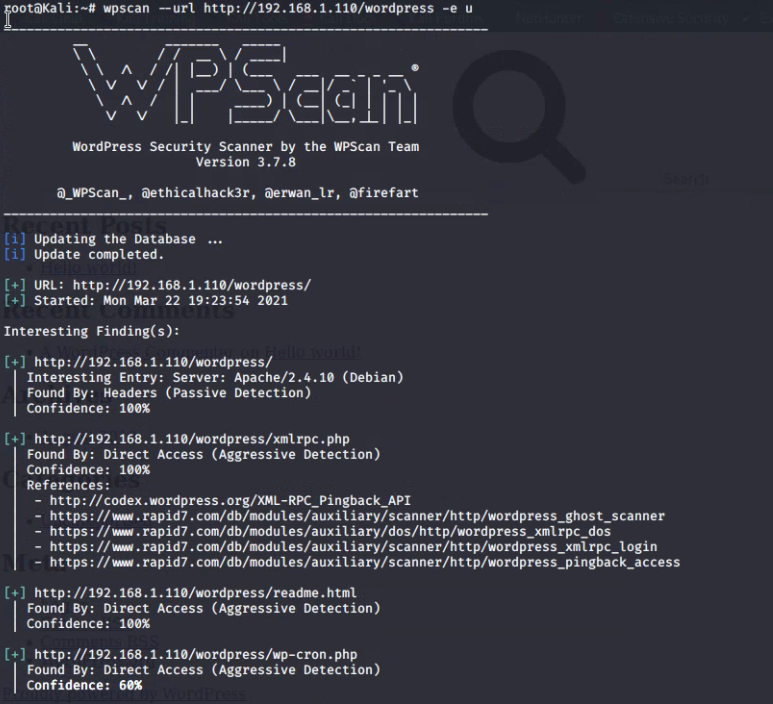 root@Kali:~# wpscan --url http://192.168.1.110/wordpress -e u
WPScan ®
WordPress Security Scanner by the WPScan Team
Version 3.7.8
Search
@_WPScan_, @ethicalhack3r, @erwan_lr, @firefart
Recent Posts
[i] Updating the Database ...
[i] Update completed.
Hello world!
[+] URL: http://192.168.1.110/wordpress/
[+] Started: Mon Mar 22 19:23:54 2021
Recent Comments
Interesting Finding(s):
A WordPress Commenter on Hello world!
[+] http://192.168.1.110/wordpress/
| Interesting Entry: Server: Apache/2.4.10 (Debian)
| Found By: Headers (Passive Detection)
| Confidence: 100%
[+] http://192.168.1.110/wordpress/xmlrpc.php
| Found By: Direct Access (Aggressive Detection)
| Confidence: 100%
| References:
Categories
| - http://codex.wordpress.org/XML-RPC_Pingback_API
| - https://www.rapid7.com/db/modules/auxiliary/scanner/http/wordpress_ghost_scanner
| - https://www.rapid7.com/db/modules/auxiliary/dos/http/wordpress_xmlrpc_dos
| - https://www.rapid7.com/db/modules/auxiliary/scanner/http/wordpress_xmlrpc_login
| - https://www.rapid7.com/db/modules/auxiliary/scanner/http/wordpress_pingback_access
Meta
[+] http://192.168.1.110/wordpress/readme.html
| Found By: Direct Access (Aggressive Detection)
| Confidence: 100%
Comments RSS
[+] http://192.168.1.110/wordpress/wp-cron.php
| Found By: Direct Access (Aggressive Detection)
| Confidence: 60%
Proudly powered by WordPress